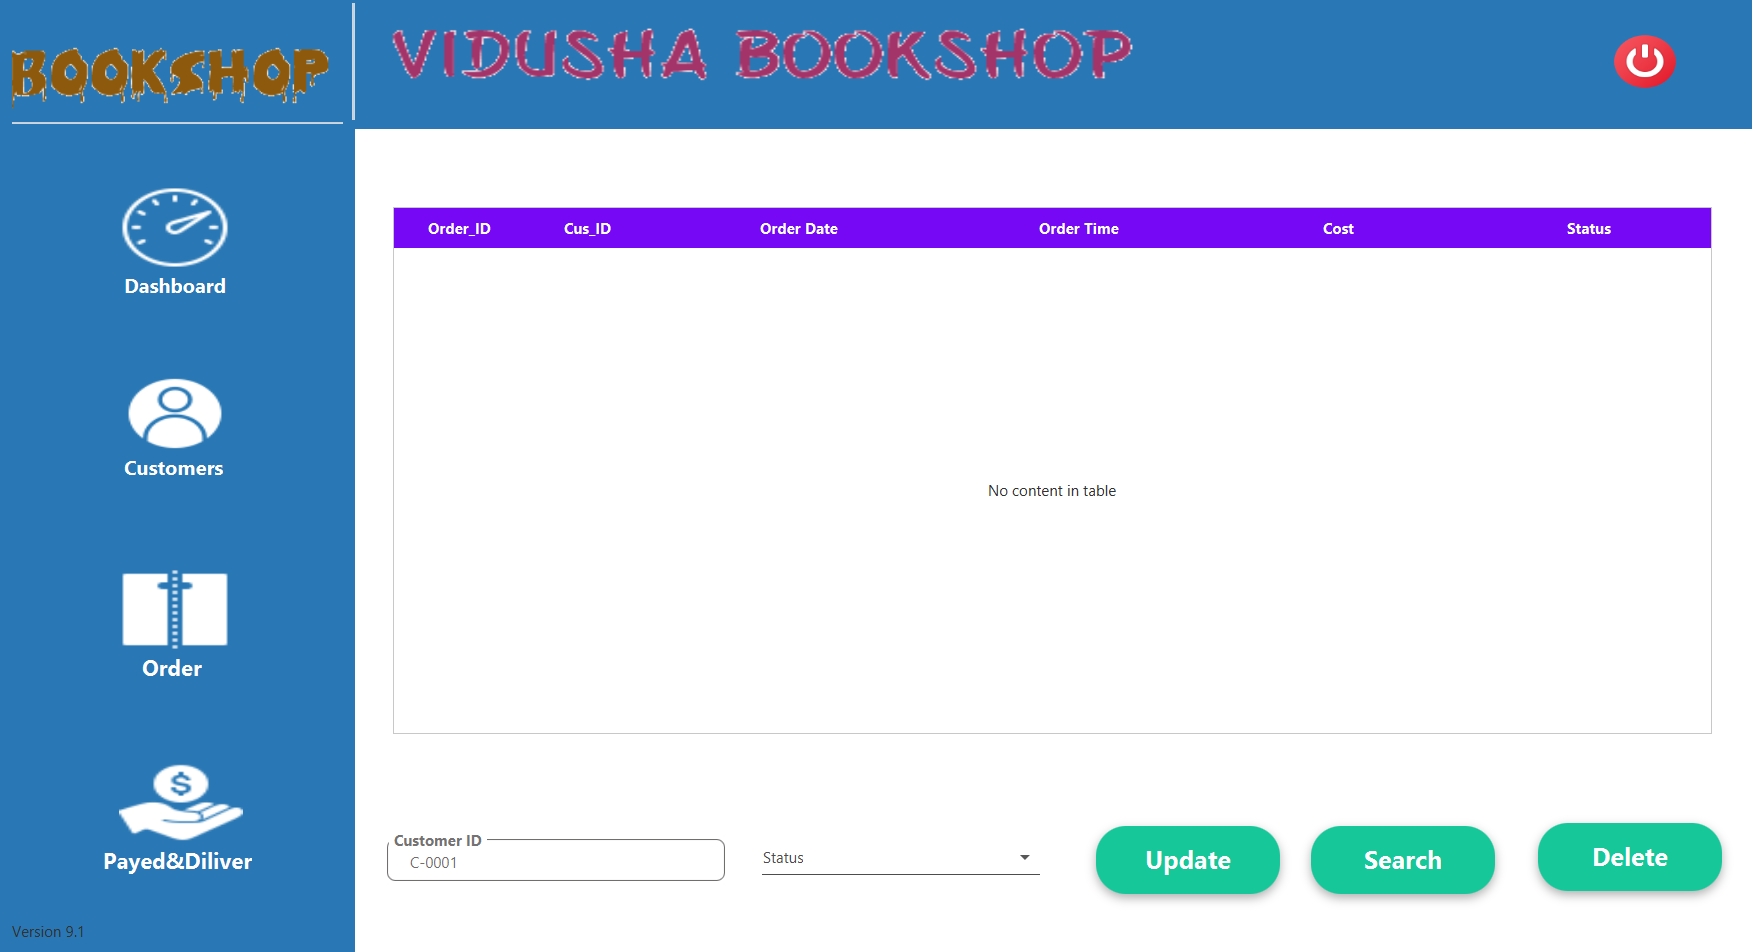 BOOKSHOP
VIDUSHA BOOKSHOP
Dashboard
Customers
Order
$
Payed&Diliver
Version 9.1
Order_ID Cus_ID Order Date Order Time Cost Status
No content in table
Customer ID
C-0001
Status
Update
Search
Delete